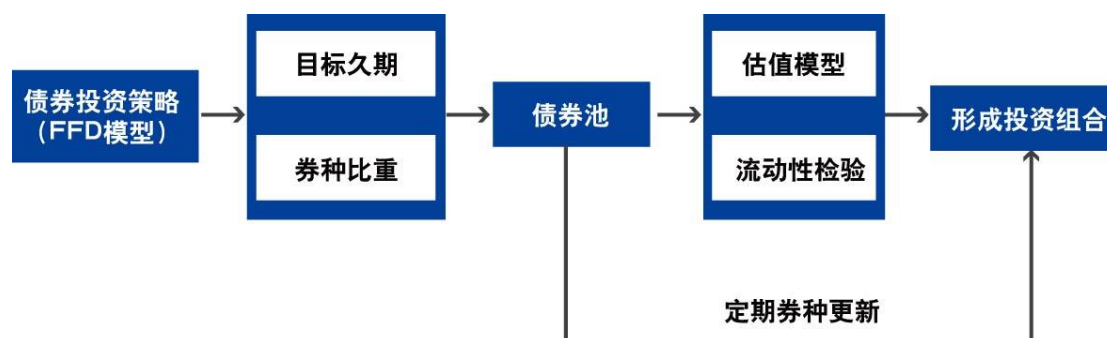 债券投资策略
（FFD模型）
目标久期
券种比重
债券池
估值模型
流动性检验
形成投资组合
定期券种更新